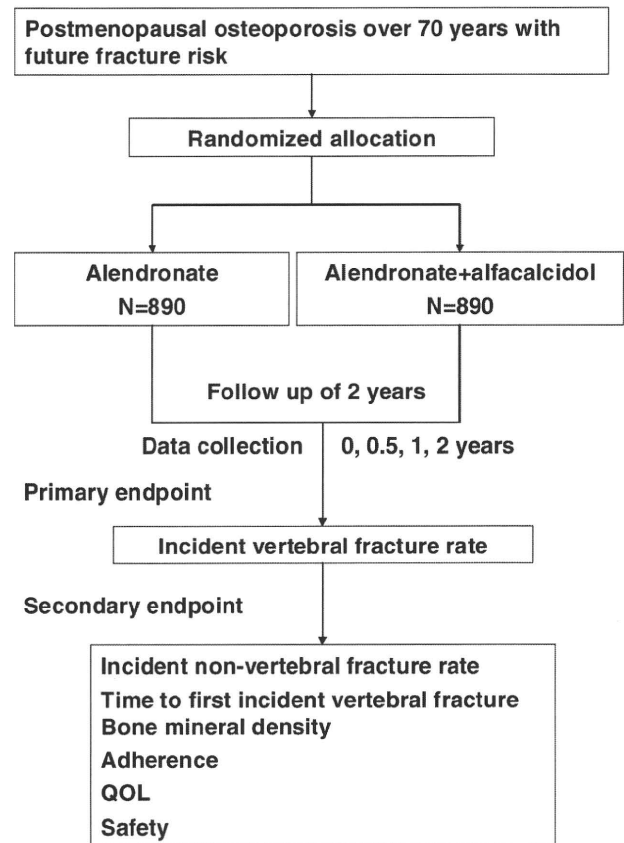 Postmenopausal osteoporosis over 70 years with
future fracture risk
Randomized allocation
Alendronate
N=890
Alendronate+alfacalcidol
N=890
Follow up of 2 years
Data collection 0, 0.5, 1, 2 years
Primary endpoint
Incident vertebral fracture rate
Secondary endpoint
Incident non-vertebral fracture rate
Time to first incident vertebral fracture
Bone mineral density
Adherence
QOL
Safety